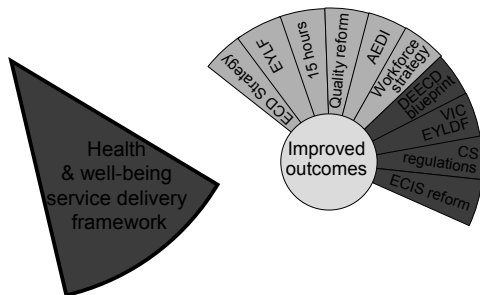 ECD Strategy
EYLF
15 hours
Quality reform
AEDI
Workforce
strategy
DEECD
blueprint
VIC
EYLDF
CS
regulations
ECIS reform
Improved
outcomes
Health
& well-being
service delivery
framework